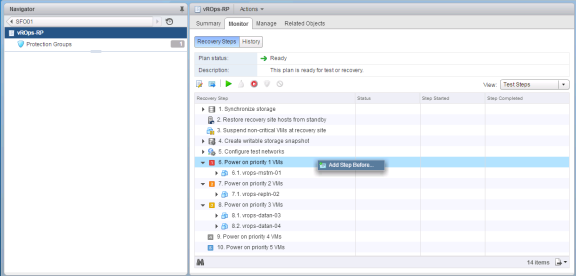 Navigator
SFO01
vROps-RP
Protection Groups
1
vROps-RP Actions
Summary Monitor Manage Related Objects
Recovery Steps History
Plan status: Ready
Description: This plan is ready for test or recovery.
View: Test Steps
Recovery Step Status Step Started Step Completed
1. Synchronize storage
2. Restore recovery site hosts from standby
3. Suspend non-critical VMs at recovery site
4. Create writable storage snapshot
5. Configure test networks
6. Power on priority 1 VMs
Add Step Before...
6.1. vrops-mstrn-01
7. Power on priority 2 VMs
7.1. vrops-repln-02
8. Power on priority 3 VMs
8.1. vrops-datan-03
8.2. vrops-datan-04
9. Power on priority 4 VMs
10. Power on priority 5 VMs
14 items